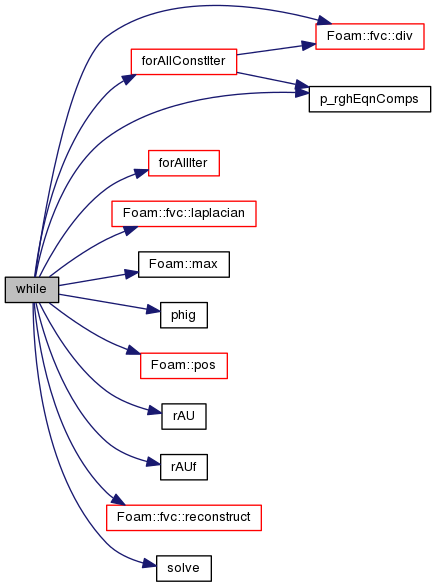 Foam::fvc::div
forAllConstIter
p_rghEqnComps
forAllIter
Foam::fvc::laplacian
Foam::max
while
phig
Foam::pos
rAU
rAUf
Foam::fvc::reconstruct
solve